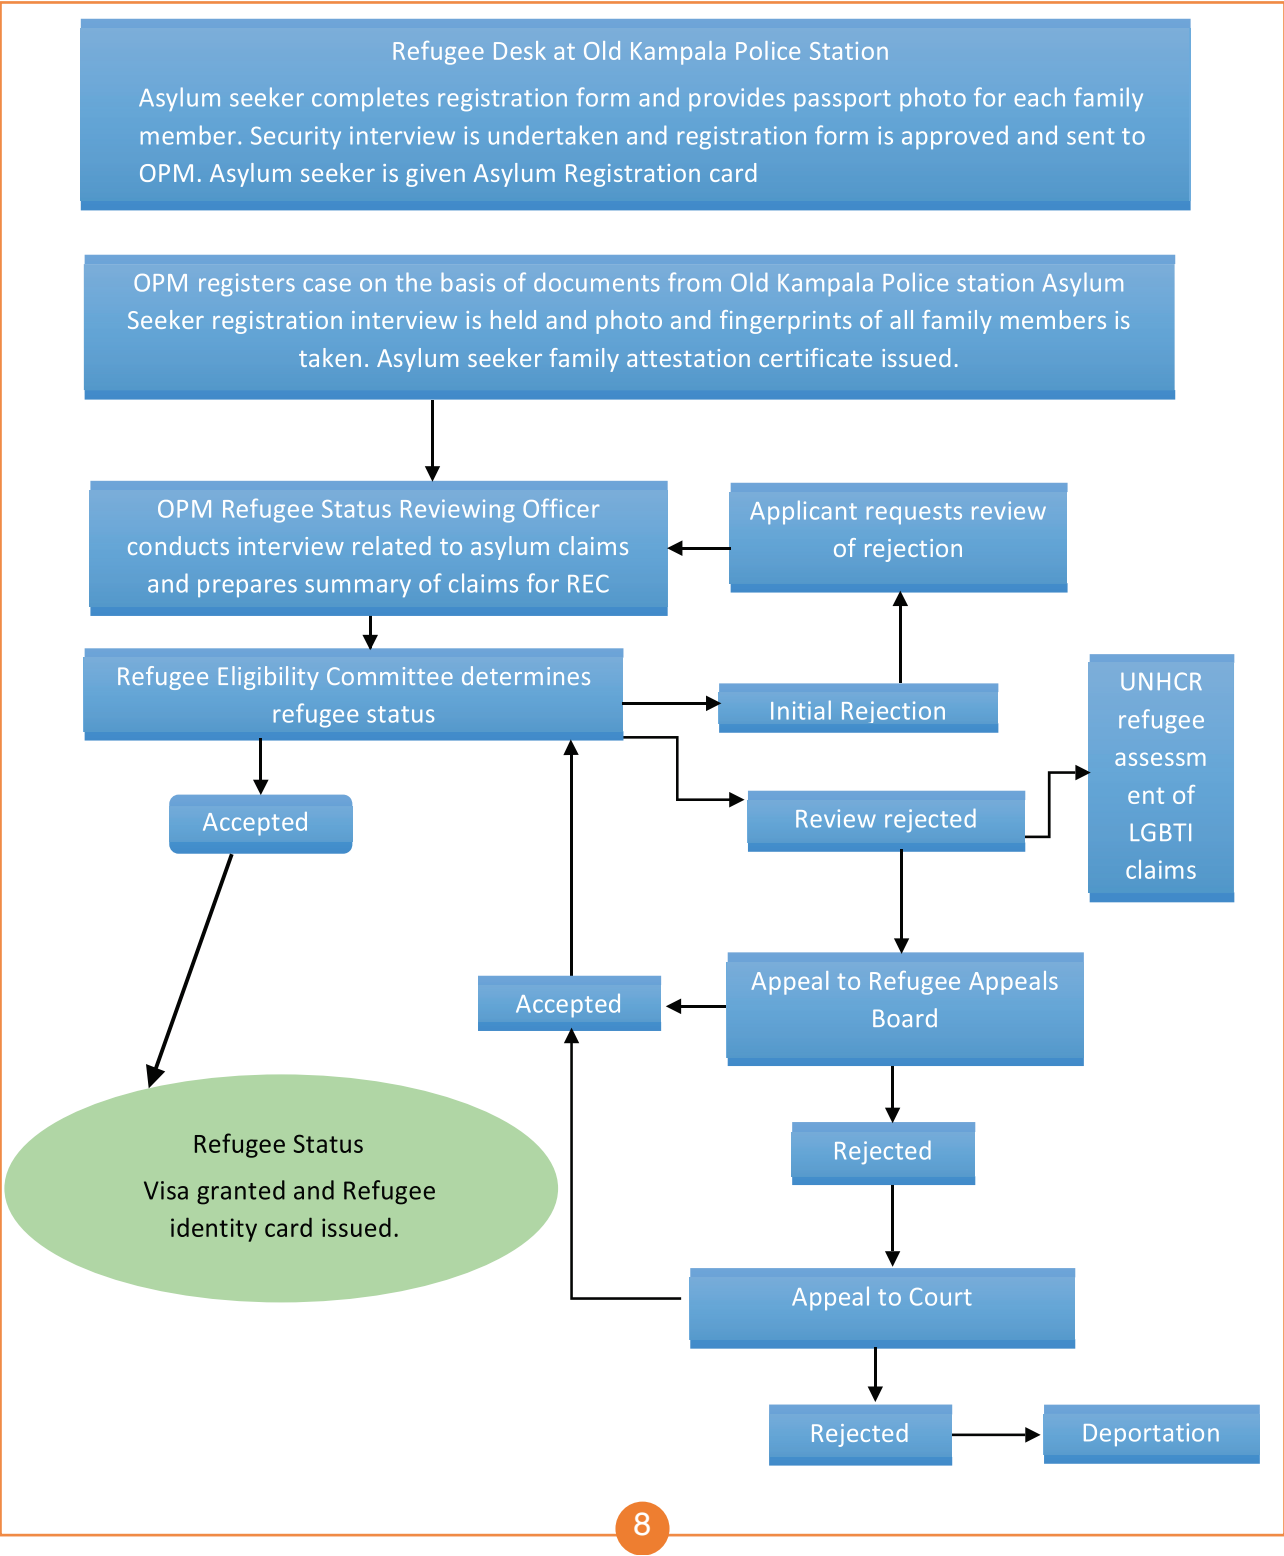 Refugee Desk at Old Kampala Police Station
Asylum seeker completes registration form and provides passport photo for each family
member. Security interview is undertaken and registration form is approved and sent to
OPM. Asylum seeker is given Asylum Registration card
OPM registers case on the basis of documents from Old Kampala Police station Asylum
Seeker registration interview is held and photo and fingerprints of all family members is
taken. Asylum seeker family attestation certificate issued.
OPM Refugee Status Reviewing Officer
conducts interview related to asylum claims
and prepares summary of claims for REC
Applicant requests review
of rejection
Refugee Eligibility Committee determines
refugee status
Initial Rejection
UNHCR
refugee
assessm
ent of
LGBTI
claims
Accepted
Review rejected
Appeal to Refugee Appeals
Board
Accepted
Rejected
Refugee Status
Visa granted and Refugee
identity card issued.
Appeal to Court
Rejected
Deportation
8